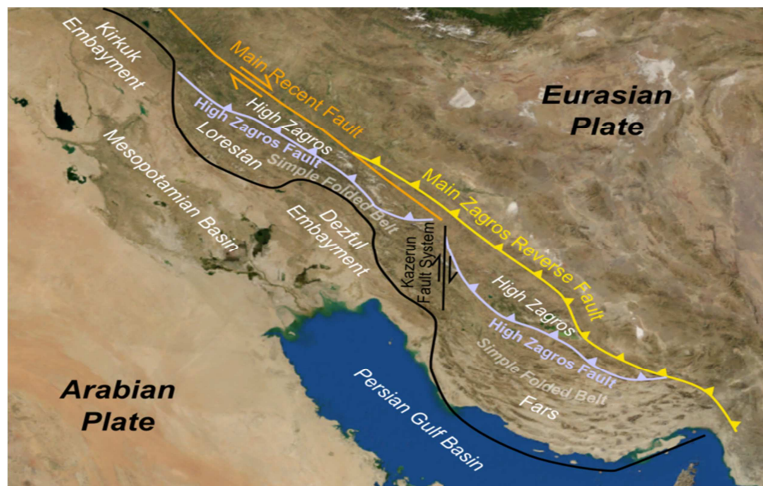 Kirkuk
Embayment
Main Recent Fault
High Zagros
High Zagros Fault
Lorestan
Simple Folded Belt
Mesopotamian Basin
Dezful
Embayment
Eurasian
Plate
Main Zagros Reverse Fault
Kazerun
Fault System
High Zagros
High Zagros Fault
Simple Folded Belt
Fars
Persian Gulf Basin
Arabian
Plate